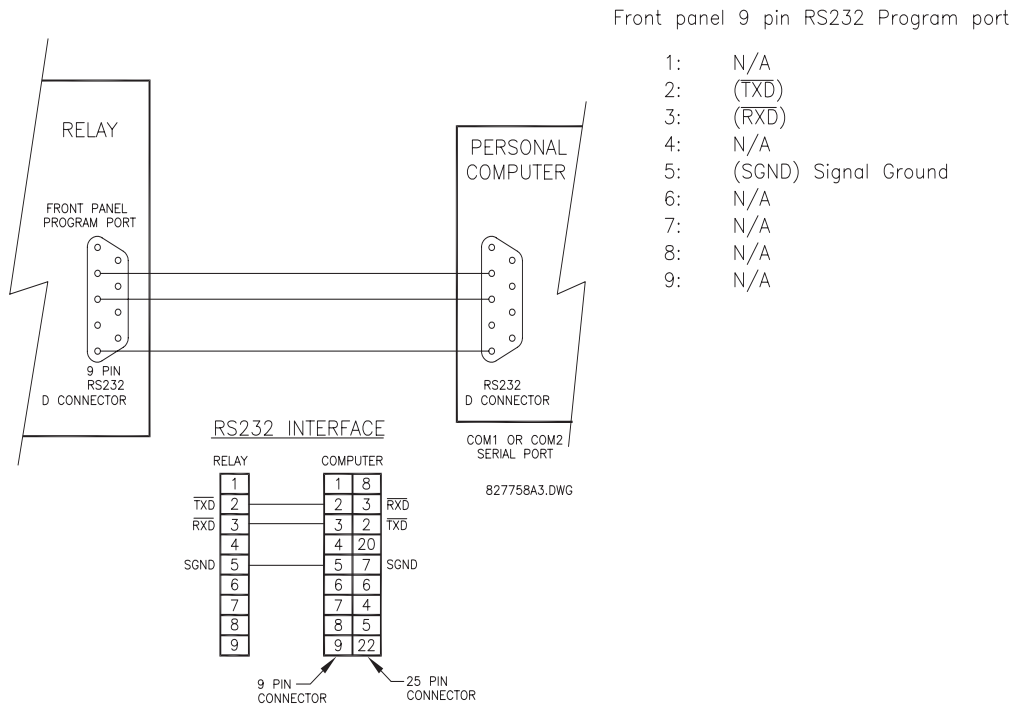 Front panel 9 pin RS232 Program port
1: N/A
2: (TXD)
3: (RXD)
4: N/A
5: (SGND) Signal Ground
6: N/A
7: N/A
8: N/A
9: N/A
RELAY
FRONT PANEL
PROGRAM PORT
9 PIN
RS232
D CONNECTOR
PERSONAL
COMPUTER
RS232
D CONNECTOR
COM1 OR COM2
SERIAL PORT
827758A3.DWG
RS232 INTERFACE
RELAY COMPUTER
1 1 8
TXD 2 2 3 RXD
RXD 3 3 2 TXD
4 4 20
SGND 5 5 7 SGND
6 6 6
7 7 4
8 8 5
9 9 22
9 PIN
CONNECTOR
25 PIN
CONNECTOR